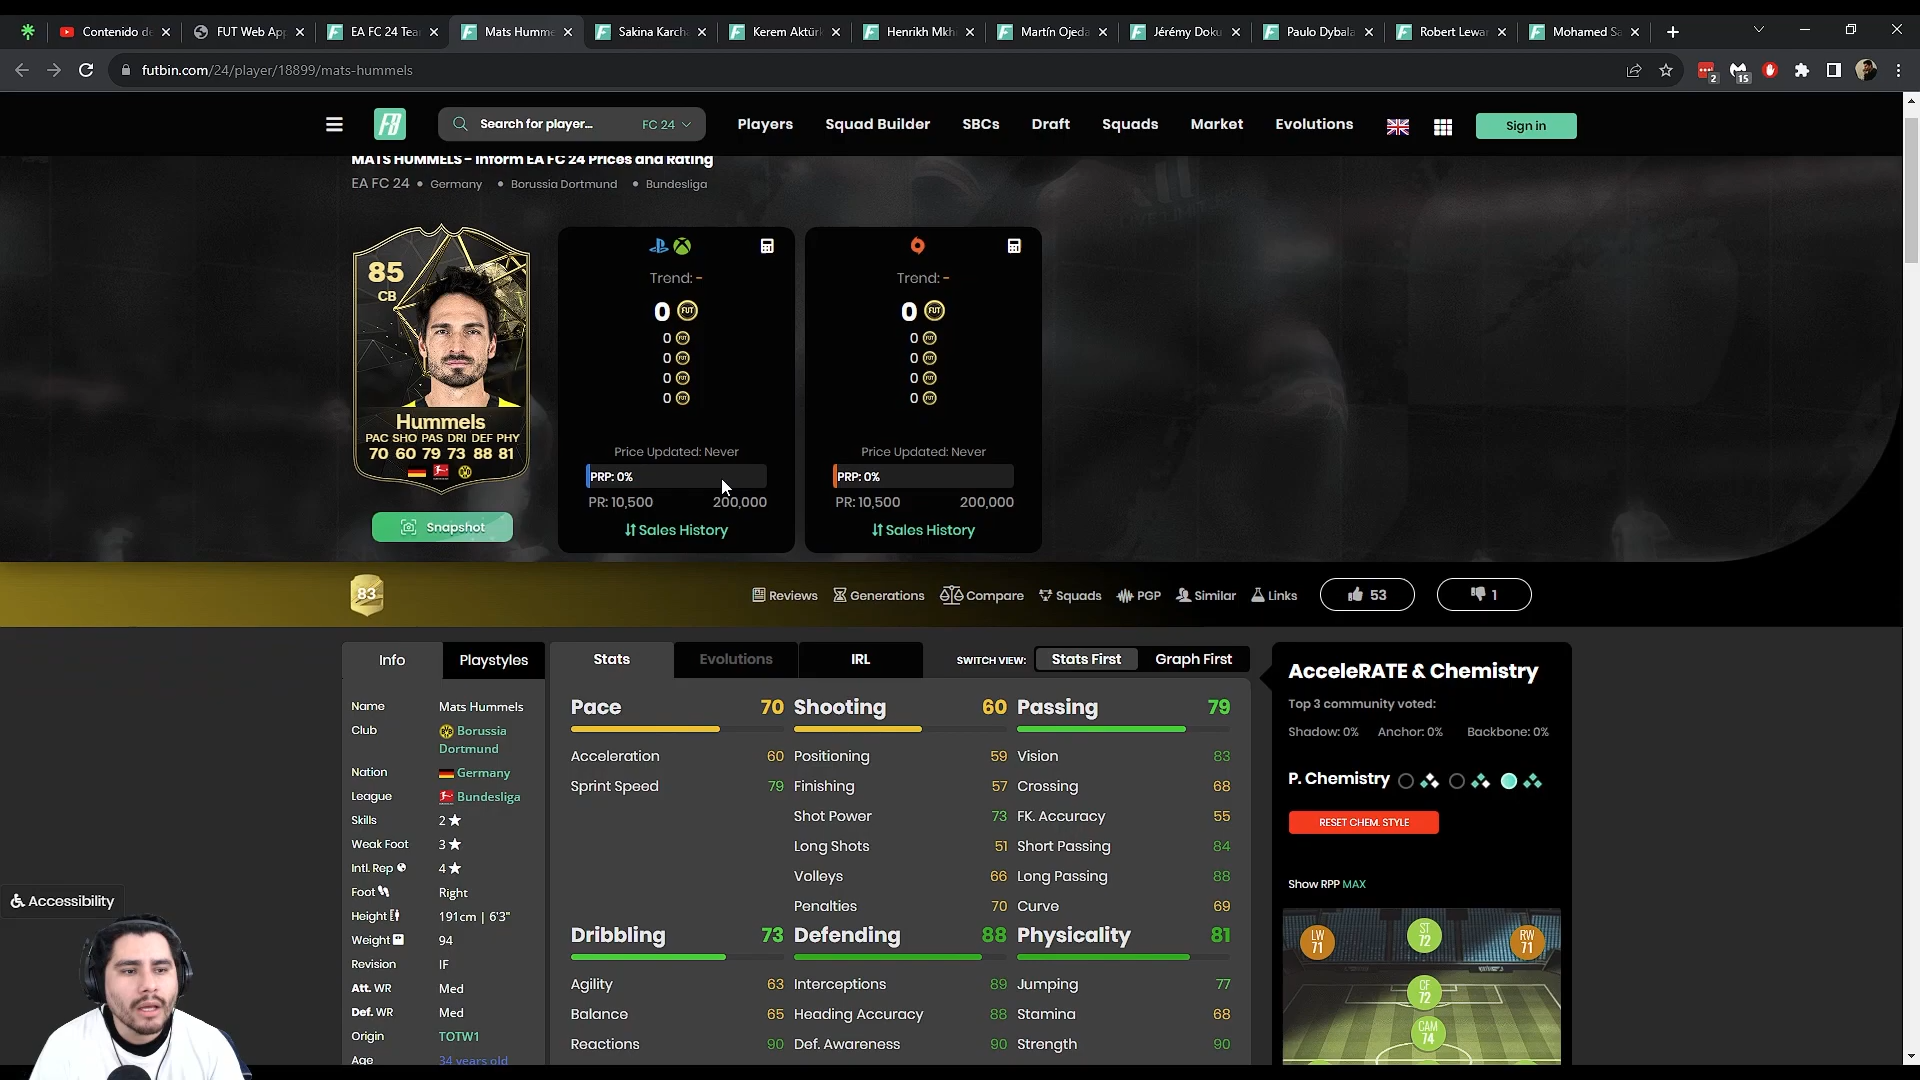 Contenido de
FUT Web App
EA FC 24 Tea
Mats Humme
Sakina Karcha
Kerem Aktürk
Henrikh Mkhi
Martín Ojeda
Jérémy Doku
Paulo Dybala
Robert Lewan
Mohamed Sa
futbin.com/24/player/18899/mats-hummels
2
15
Search for player...
FC 24
Players
Squad Builder
SBCs
Draft
Squads
Market
Evolutions
Sign in
MATS HUMMELS - Inform EA FC 24 Prices and Rating
EA FC 24 • Germany • Borussia Dortmund • Bundesliga
85
CB
Hummels
PAC SHO PAS DRI DEF PHY
70 60 79 73 88 81
Snapshot
Trend: -
0
0
0
0
0
Price Updated: Never
PRP: 0%
PR: 10,500 200,000
Sales History
Trend: -
0
0
0
0
0
Price Updated: Never
PRP: 0%
PR: 10,500 200,000
Sales History
83
Reviews
Generations
Compare
Squads
PGP
Similar
Links
53
1
Info
Playstyles
Name Mats Hummels
Club Borussia
Dortmund
Nation Germany
League Bundesliga
Skills 2
Weak Foot 3
Intl. Rep 4
Foot Right
Height 191cm | 6'3"
Weight 94
Revision IF
Att. WR Med
Def. WR Med
Origin TOTW1
Age 34 years old
Stats
Evolutions
IRL
SWITCH VIEW:
Stats First
Graph First
Pace 70
Acceleration 60
Sprint Speed 79
Shooting 60
Positioning 59
Finishing 57
Shot Power 73
Long Shots 51
Volleys 66
Penalties 70
Passing 79
Vision 83
Crossing 68
FK. Accuracy 55
Short Passing 84
Long Passing 88
Curve 69
Dribbling 73
Agility 63
Balance 65
Reactions 90
Defending 88
Interceptions 89
Heading Accuracy 88
Def. Awareness 90
Physicality 81
Jumping 77
Stamina 68
Strength 90
AcceleRATE & Chemistry
Top 3 community voted:
Shadow: 0% Anchor: 0% Backbone: 0%
P. Chemistry
RESET CHEM. STYLE
Show RPP MAX
LW
71
ST
72
RW
71
CF
72
CAM
74
Accessibility